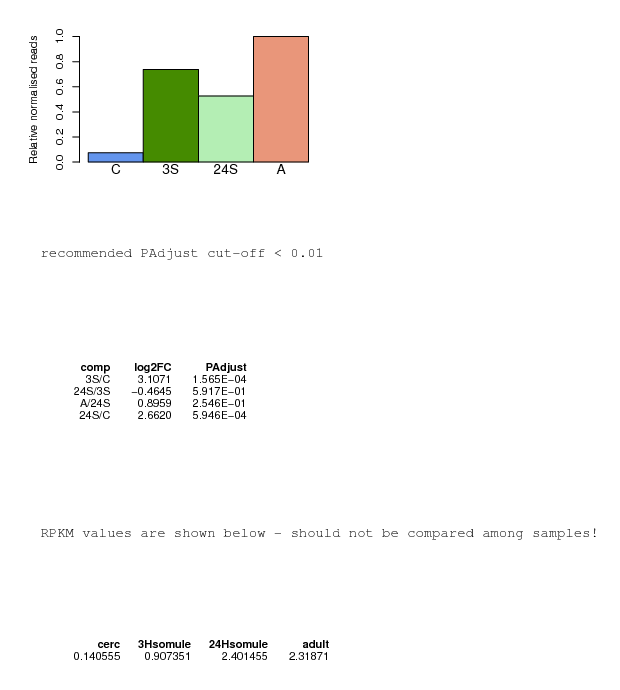 Relative normalised reads
1.0
0.8
0.6
0.4
0.2
0.0
C 3S 24S A
recommended PAdjust cut-off < 0.01
comp log2FC PAdjust
3S/C 3.1071 1.565E−04
24S/3S −0.4645 5.917E−01
A/24S 0.8959 2.546E−01
24S/C 2.6620 5.946E−04
RPKM values are shown below - should not be compared among samples!
cerc 3Hsomule 24Hsomule adult
0.140555 0.907351 2.401455 2.31871